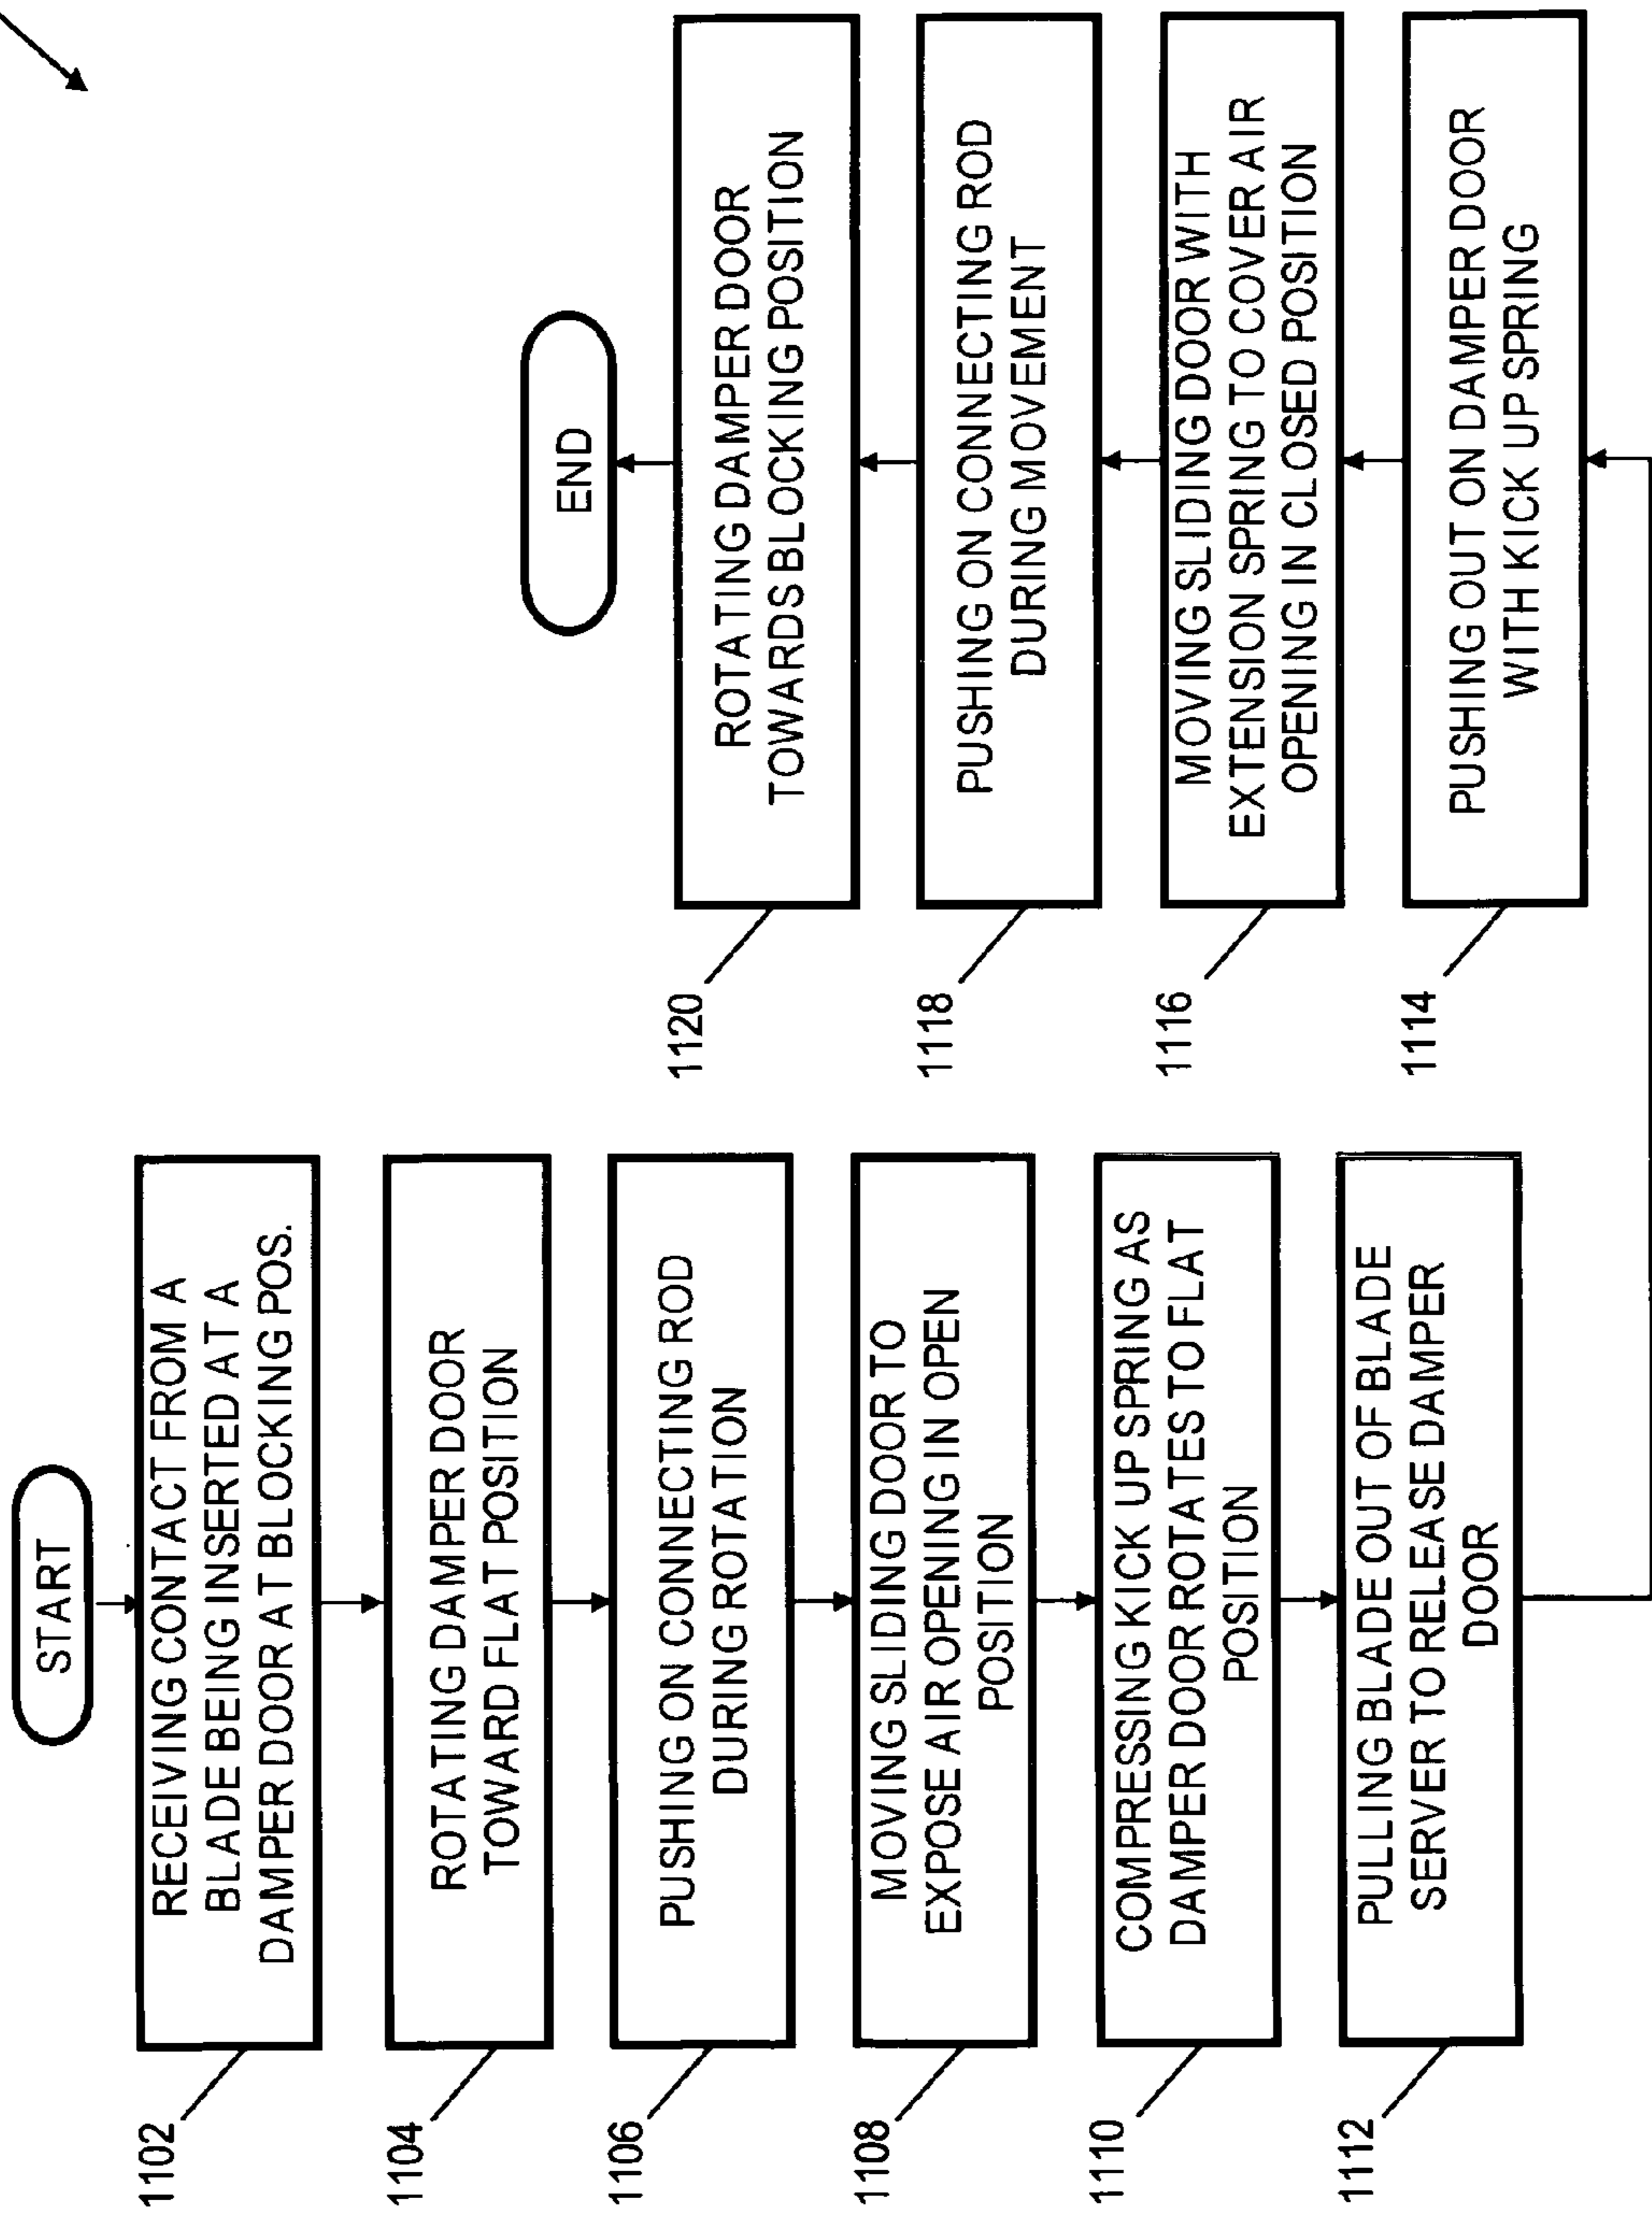 START
1102
RECEIVING CONTACT FROM A
BLADE BEING INSERTED AT A
DAMPER DOOR AT BLOCKING POS.
1104
ROTATING DAMPER DOOR
TOWARD FLAT POSITION
1106
PUSHING ON CONNECTING ROD
DURING ROTATION
1108
MOVING SLIDING DOOR TO
EXPOSE AIR OPENING IN OPEN
POSITION
1110
COMPRESSING KICK UP SPRING AS
DAMPER DOOR ROTATES TO FLAT
POSITION
1112
PULLING BLADE OUT OF BLADE
SERVER TO RELEASE DAMPER
DOOR
1114
PUSHING OUT ON DAMPER DOOR
WITH KICK UP SPRING
1116
MOVING SLIDING DOOR WITH
EXTENSION SPRING TO COVER AIR
OPENING IN CLOSED POSITION
1118
PUSHING ON CONNECTING ROD
DURING MOVEMENT
1120
ROTATING DAMPER DOOR
TOWARDS BLOCKING POSITION
END